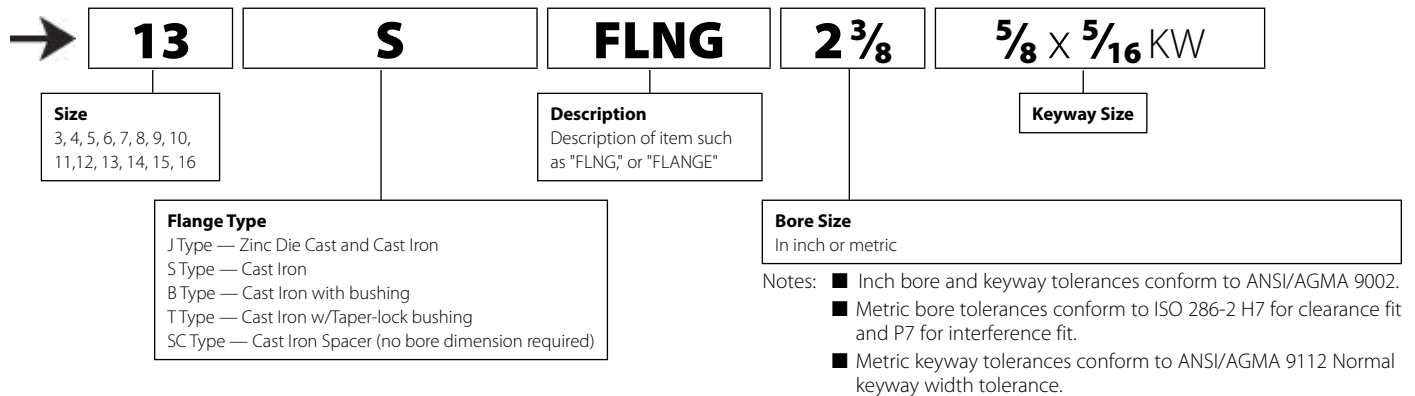 13 S FLNG 2 3/8 5/8 x 5/16 KW
Size
3, 4, 5, 6, 7, 8, 9, 10,
11,12, 13, 14, 15, 16
Description
Description of item such
as "FLNG," or "FLANGE"
Keyway Size
Flange Type
J Type — Zinc Die Cast and Cast Iron
S Type — Cast Iron
B Type — Cast Iron with bushing
T Type — Cast Iron w/Taper-lock bushing
SC Type — Cast Iron Spacer (no bore dimension required)
Bore Size
In inch or metric
Notes: ■ Inch bore and keyway tolerances conform to ANSI/AGMA 9002.
■ Metric bore tolerances conform to ISO 286-2 H7 for clearance fit
and P7 for interference fit.
■ Metric keyway tolerances conform to ANSI/AGMA 9112 Normal
keyway width tolerance.